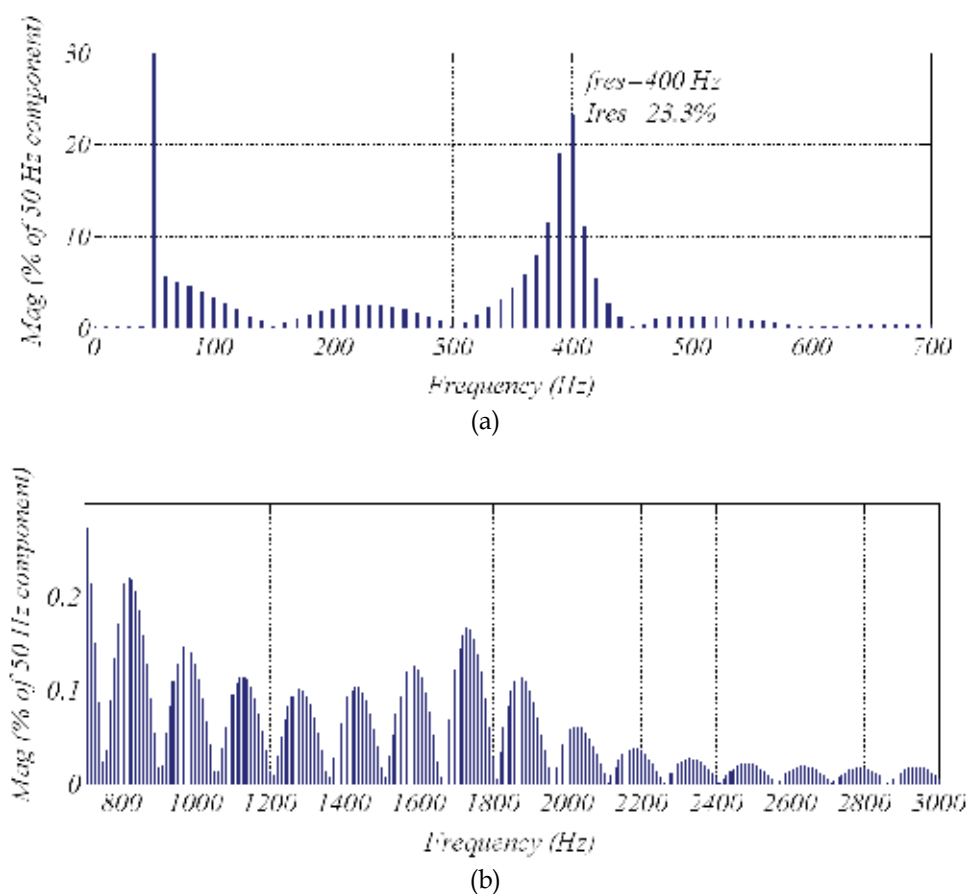 Mag (% of 50 Hz component)
30
20
10
0
fres–400 Hz
Ires 23.3%
0 100 200 300 400 500 600 700
Frequency (Hz)
(a)
Mag (% of 50 Hz component)
0.2
0.1
0
800 1000 1200 1400 1600 1800 2000 2200 2400 2600 2800 3000
Frequency (Hz)
(b)